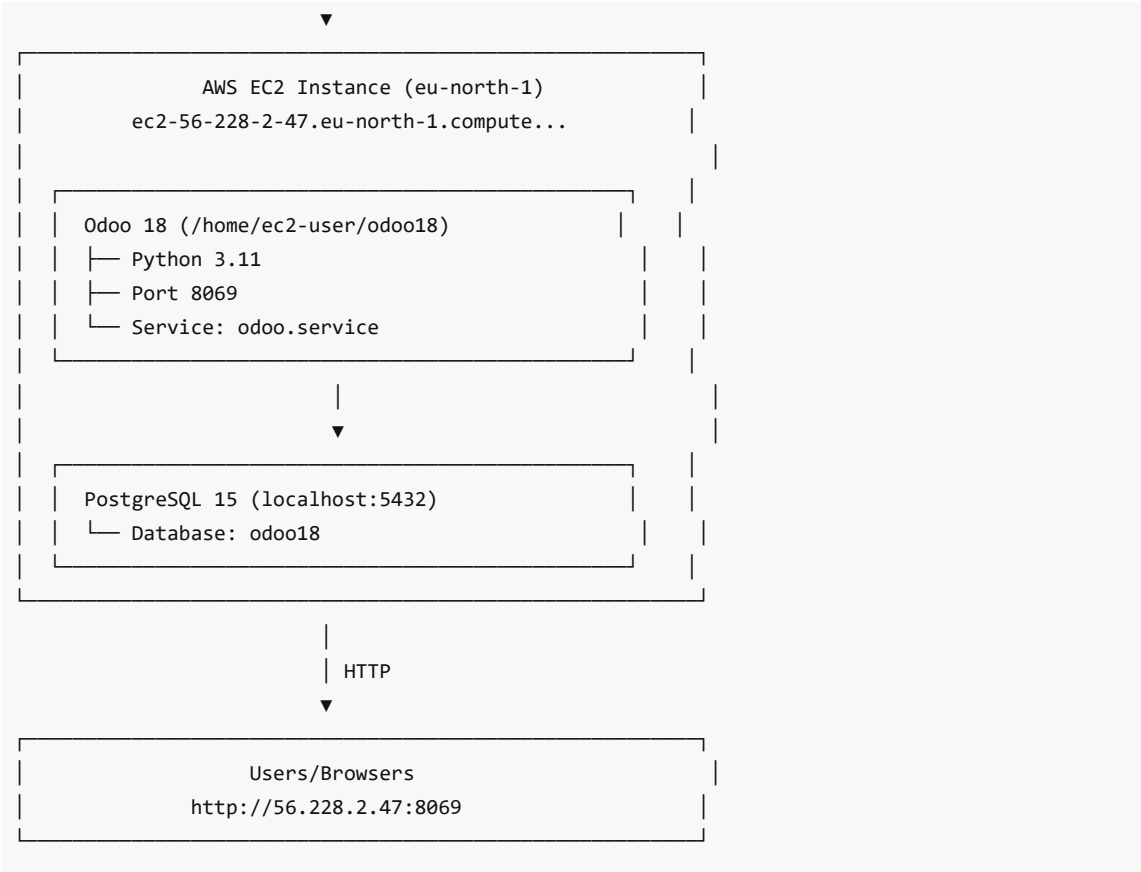 AWS EC2 Instance (eu-north-1)
ec2-56-228-2-47.eu-north-1.compute...
Odoo 18 (/home/ec2-user/odoo18)
├── Python 3.11
├── Port 8069
└── Service: odoo.service
PostgreSQL 15 (localhost:5432)
└── Database: odoo18
HTTP
Users/Browsers
http://56.228.2.47:8069